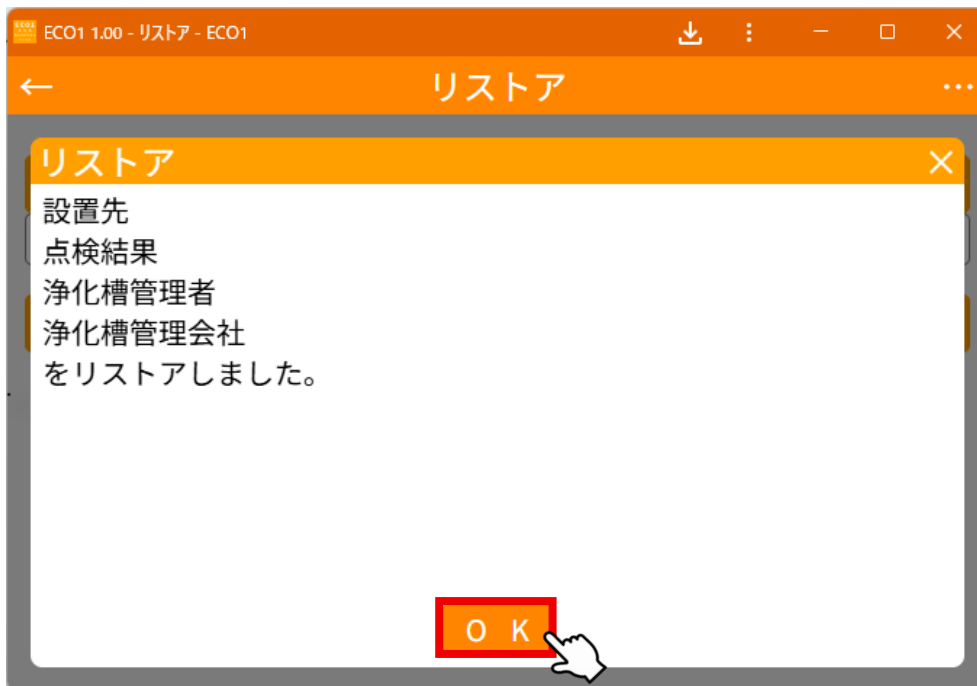 ECO1 1.00 - リストア - ECO1
リストア
リストア
設置先
点検結果
浄化槽管理者
浄化槽管理会社
をリストアしました。
O K